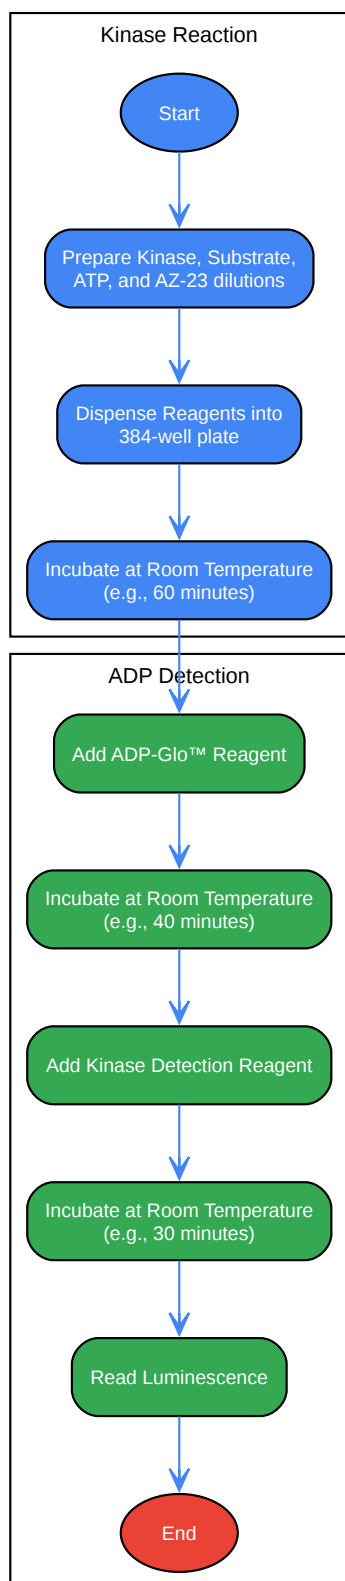 Kinase Reaction
Start
Prepare Kinase, Substrate,
ATP, and AZ-23 dilutions
Dispense Reagents into
384-well plate
Incubate at Room Temperature
(e.g., 60 minutes)
ADP Detection
Add ADP-Glo™ Reagent
Incubate at Room Temperature
(e.g., 40 minutes)
Add Kinase Detection Reagent
Incubate at Room Temperature
(e.g., 30 minutes)
Read Luminescence
End